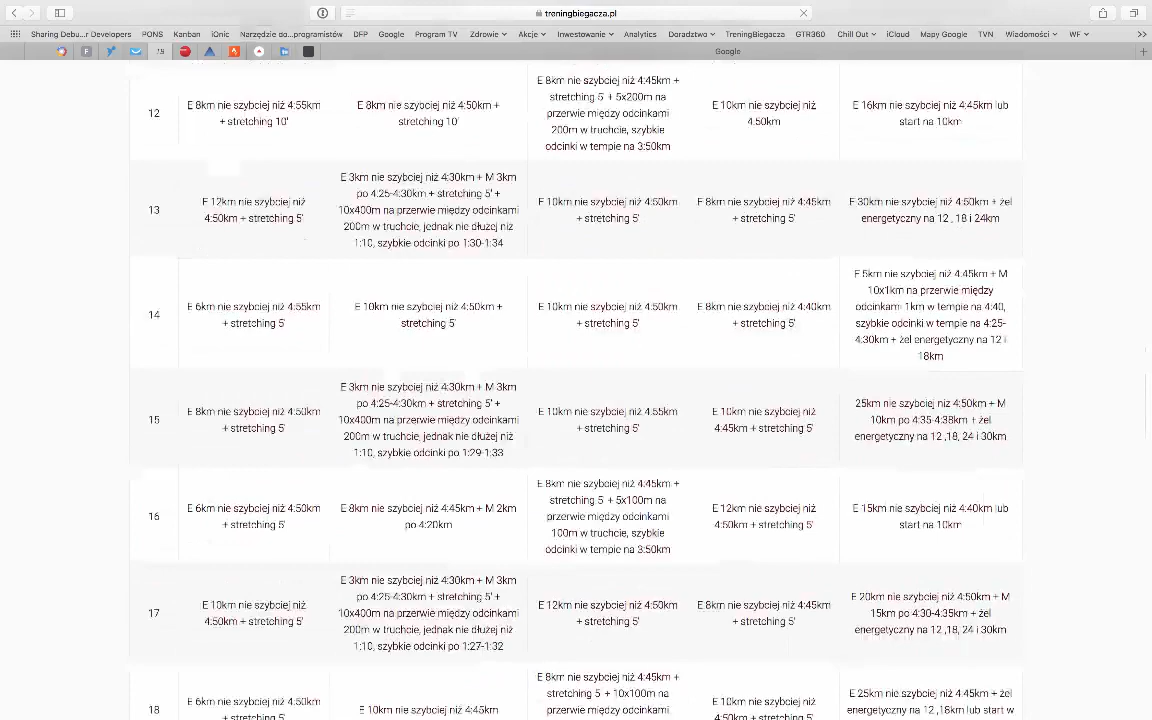 treningbiegacza.pl
Sharing Debu...r Developers PONS Kanban iOnic Narzędzie do...programistów DFP Google Program TV Zdrowie Akcje Inwestowanie Analytics Doradztwo TreningBiegacza GTR360 Chill Out iCloud Mapy Google TVN Wiadomości WF
Google
12
E 8km nie szybciej niż 4:55km
+ stretching 10'
E 8km nie szybciej niż 4:50km +
stretching 10'
E 8km nie szybciej niż 4:45km +
stretching 5' + 5x200m na
przerwie między odcinkami
200m w truchcie, szybkie
odcinki w tempie na 3:50km
E 10km nie szybciej niż
4:50km
E 16km nie szybciej niż 4:45km lub
start na 10km
13
E 12km nie szybciej niż
4:50km + stretching 5'
E 3km nie szybciej niż 4:30km + M 3km
po 4:25-4:30km + stretching 5' +
10x400m na przerwie między odcinkami
200m w truchcie, jednak nie dłużej niż
1:10, szybkie odcinki po 1:30-1:34
E 10km nie szybciej niż 4:50km
+ stretching 5'
E 8km nie szybciej niż 4:45km
+ stretching 5'
E 30km nie szybciej niż 4:50km + żel
energetyczny na 12 , 18 i 24km
14
E 6km nie szybciej niż 4:55km
+ stretching 5'
E 10km nie szybciej niż 4:50km +
stretching 5'
E 10km nie szybciej niż 4:50km
+ stretching 5'
E 8km nie szybciej niż 4:40km
+ stretching 5'
E 5km nie szybciej niż 4:45km + M
10x1km na przerwie między
odcinkami 1km w tempie na 4:40,
szybkie odcinki w tempie na 4:25-
4:30km + żel energetyczny na 12 i
18km
15
E 8km nie szybciej niż 4:50km
+ stretching 5'
E 3km nie szybciej niż 4:30km + M 3km
po 4:25-4:30km + stretching 5' +
10x400m na przerwie między odcinkami
200m w truchcie, jednak nie dłużej niż
1:10, szybkie odcinki po 1:29-1:33
E 10km nie szybciej niż 4:55km
+ stretching 5'
E 10km nie szybciej niż
4:45km + stretching 5'
25km nie szybciej niż 4:50km + M
10km po 4:35-4:38km + żel
energetyczny na 12 ,18, 24 i 30km
16
E 6km nie szybciej niż 4:50km
+ stretching 5'
E 8km nie szybciej niż 4:45km + M 2km
po 4:20km
E 8km nie szybciej niż 4:45km +
stretching 5' + 5x100m na
przerwie między odcinkami
100m w truchcie, szybkie
odcinki w tempie na 3:50km
E 12km nie szybciej niż
4:50km + stretching 5'
E 15km nie szybciej niż 4:40km lub
start na 10km
17
E 10km nie szybciej niż
4:50km + stretching 5'
E 3km nie szybciej niż 4:30km + M 3km
po 4:25-4:30km + stretching 5' +
10x400m na przerwie między odcinkami
200m w truchcie, jednak nie dłużej niż
1:10, szybkie odcinki po 1:27-1:32
E 12km nie szybciej niż 4:50km
+ stretching 5'
E 8km nie szybciej niż 4:45km
+ stretching 5'
E 20km nie szybciej niż 4:50km + M
15km po 4:30-4:35km + żel
energetyczny na 12 ,18, 24 i 30km
18
E 6km nie szybciej niż 4:50km
+ stretching 5'
E 10km nie szybciej niż 4:45km
E 8km nie szybciej niż 4:45km +
stretching 5' + 10x100m na
przerwie między odcinkami
E 10km nie szybciej niż
4:50km + stretching 5'
E 25km nie szybciej niż 4:45km + żel
energetyczny na 12 ,18km lub start w